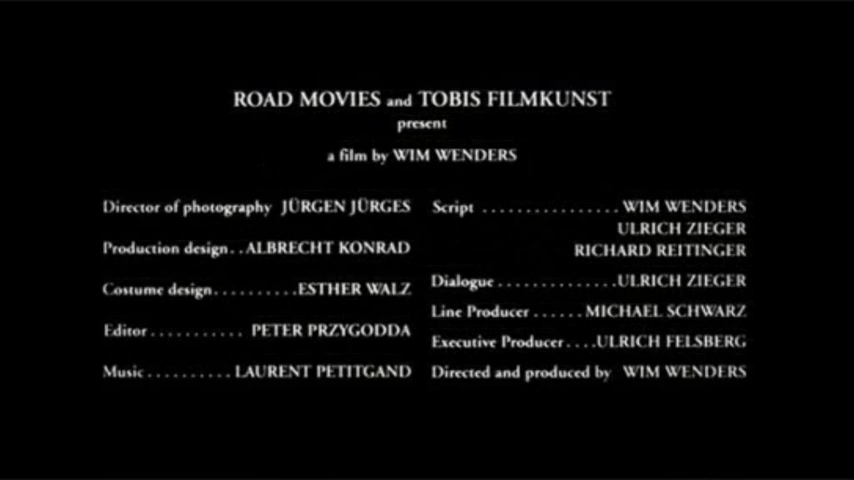 ROAD MOVIES and TOBIS FILMKUNST
present
a film by WIM WENDERS
Director of photography JÜRGEN JÜRGES
Production design..ALBRECHT KONRAD
Costume design..........ESTHER WALZ
Editor........... PETER PRZYGODDA
Music..........LAURENT PETITGAND
Script ................WIM WENDERS
ULRICH ZIEGER
RICHARD REITINGER
Dialogue..............ULRICH ZIEGER
Line Producer......MICHAEL SCHWARZ
Executive Producer....ULRICH FELSBERG
Directed and produced by WIM WENDERS